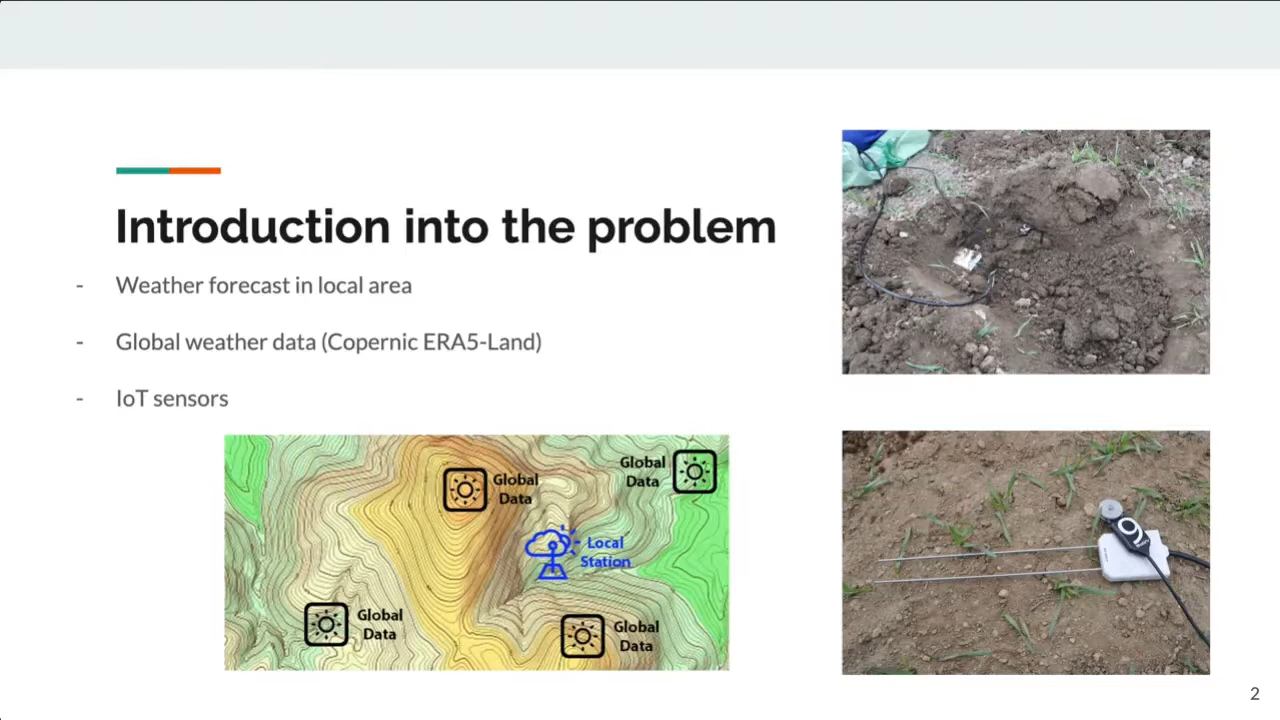 Introduction into the problem
- Weather forecast in local area
- Global weather data (Copernic ERA5-Land)
- IoT sensors
Global
Data
Global
Data
Local
Station
Global
Data
Global
Data
9
2